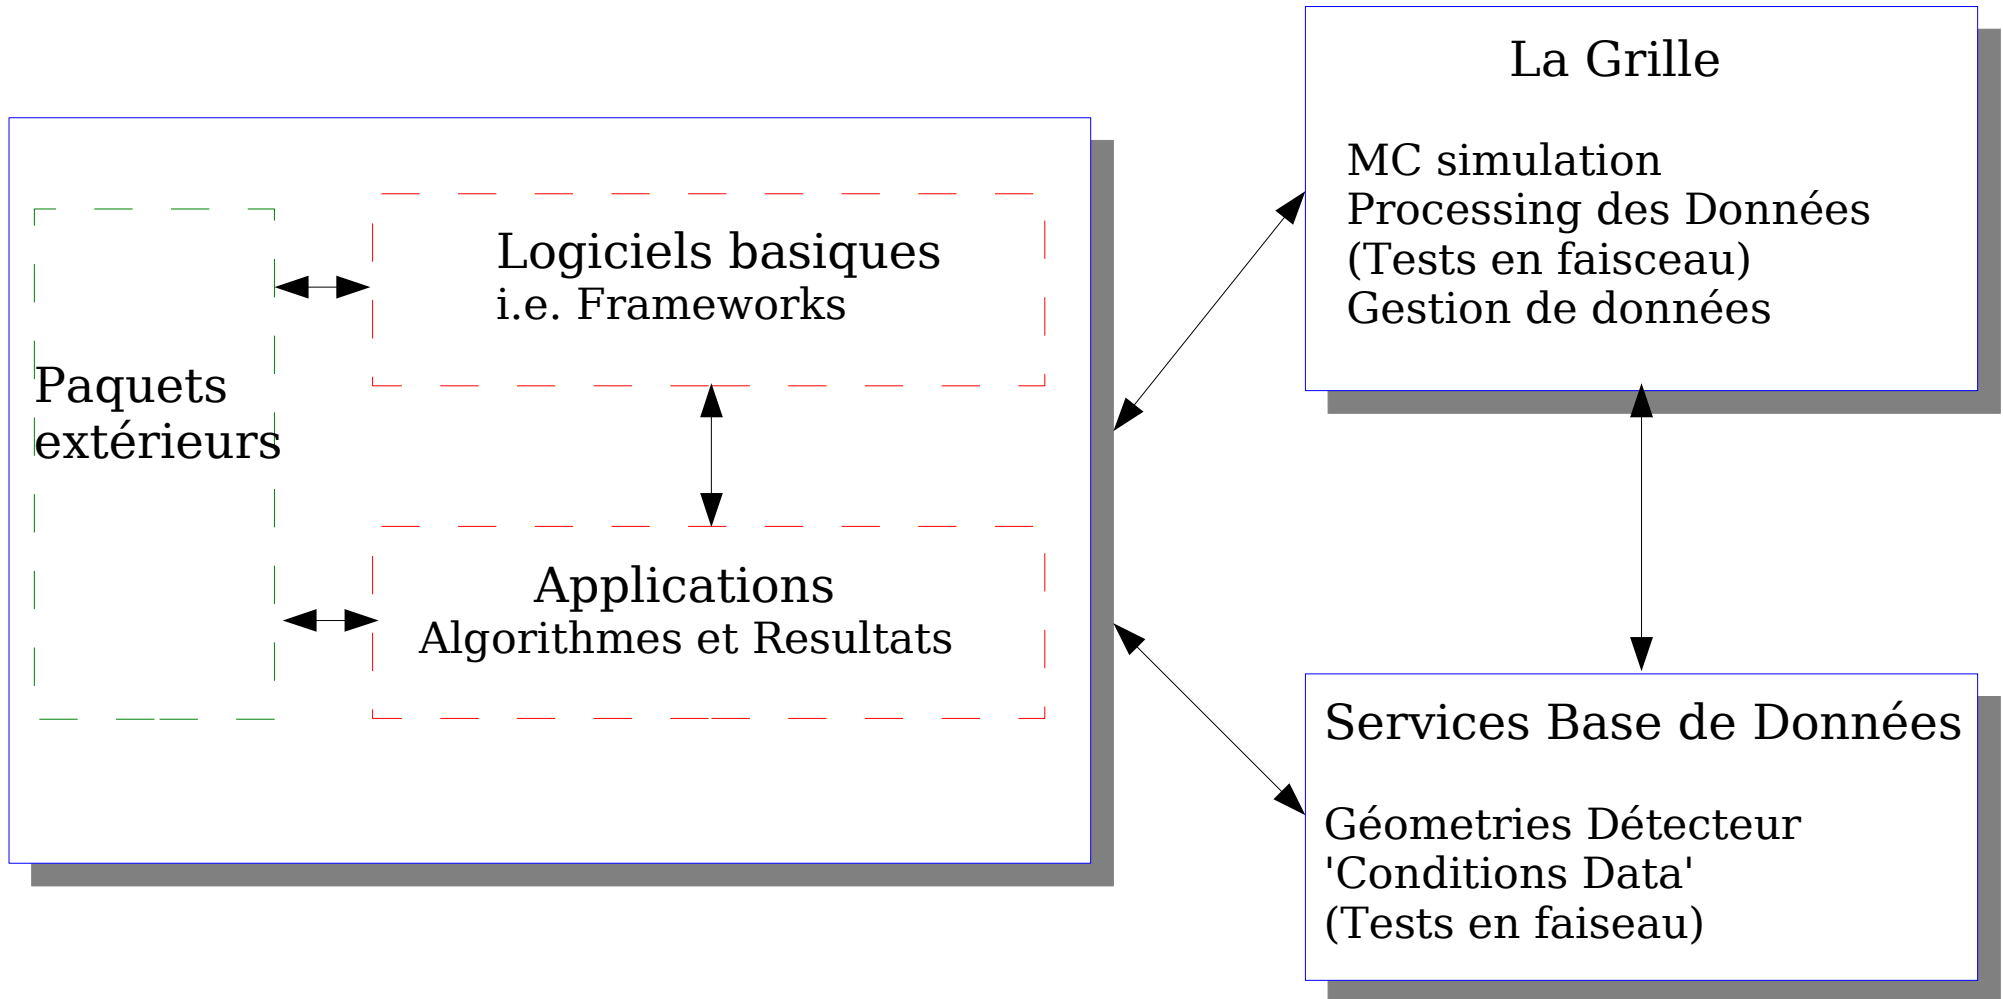 Paquets
extérieurs
Logiciels basiques
i.e. Frameworks
Applications
Algorithmes et Resultats
La Grille
MC simulation
Processing des Données
(Tests en faisceau)
Gestion de données
Services Base de Données
Géometries Détecteur
'Conditions Data'
(Tests en faiseau)